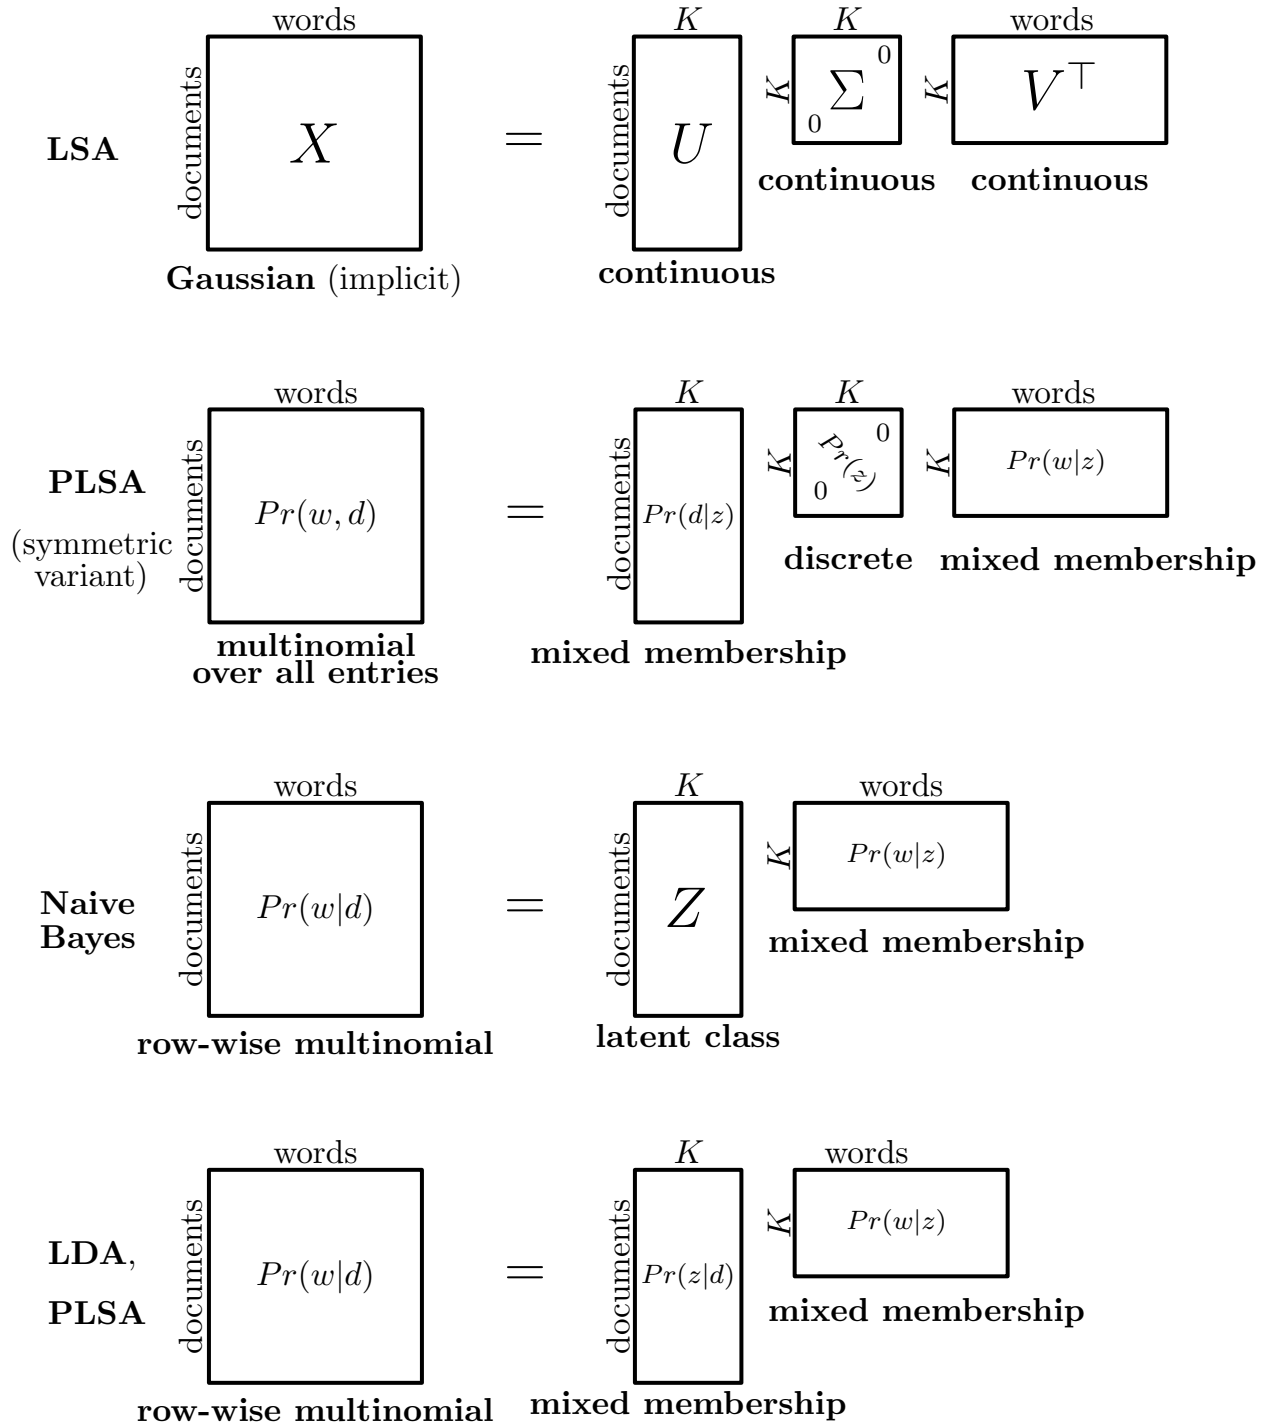 words K K words
documents documents K Σ 0 0 K V⊤
LSA X = U
continuous continuous
Gaussian (implicit) continuous
words K K words
documents documents K Pr(z) 0 0 K Pr(w|z)
PLSA Pr(w, d) = Pr(d|z)
(symmetric
variant)
discrete mixed membership
multinomial
over all entries
mixed membership
words K words
documents documents K Pr(w|z)
Naive
Bayes
Pr(w|d) = Z
mixed membership
row-wise multinomial latent class
words K words
documents documents K Pr(w|z)
LDA,
PLSA
Pr(w|d) = Pr(z|d)
mixed membership
row-wise multinomial mixed membership